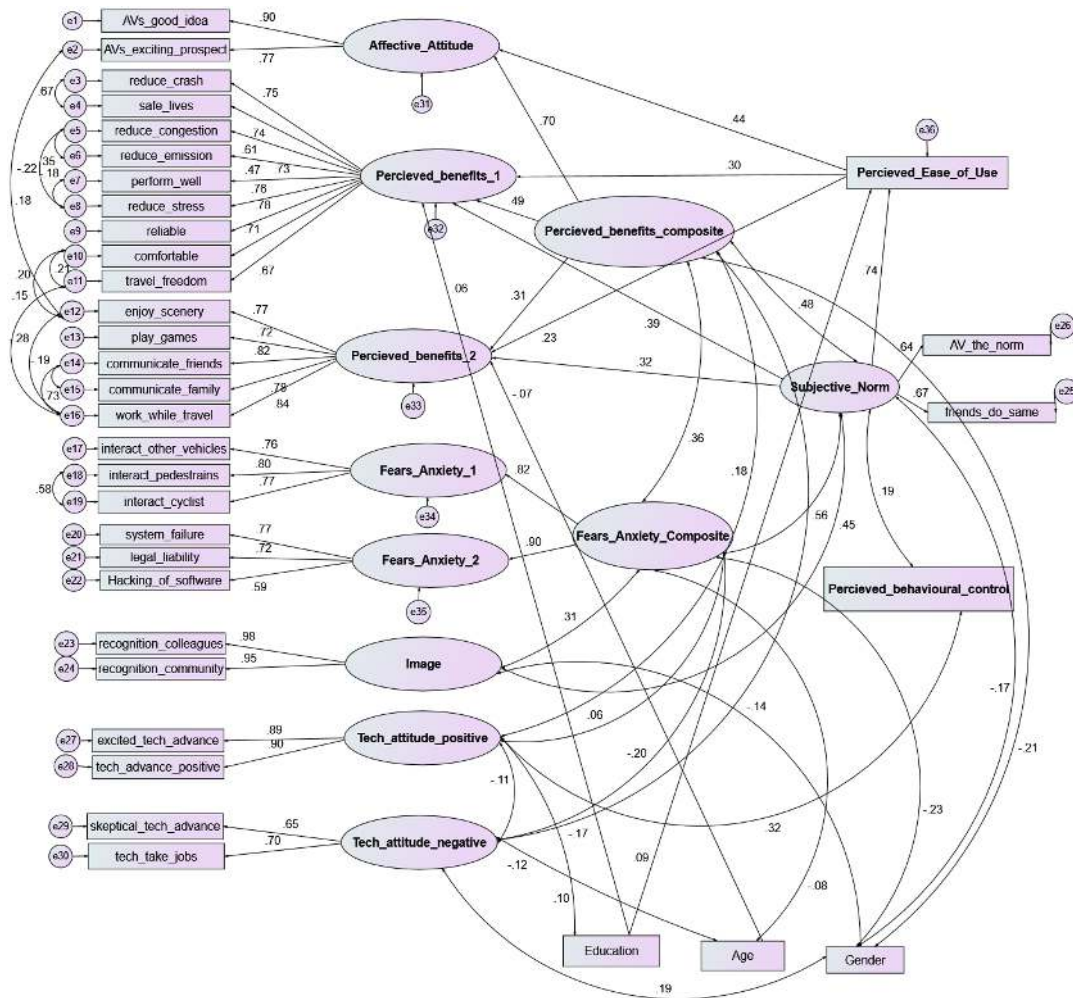 e1 AVs_good_idea .90
e2 AVs_exciting_prospect .77
Affective_Attitude
e31
e3 reduce_crash .75
.67
e4 safe_lives .74
e5 reduce_congestion .61
e6 reduce_emission .73
.35
e7 perform_well .47
.18
e8 reduce_stress .78
e9 reliable .78
e10 comfortable .71
.21
e11 travel_freedom .67
-.22
.18
.20
.15
.28
Percieved_benefits_1
e32
.70
.44
e36
Percieved_Ease_of_Use
.30
.49
Percieved_benefits_composite
.06
.31
.39
.23
.48
.74
e12 enjoy_scenery .77
e13 play_games .72
e14 communicate_friends .82
e15 communicate_family .78
e16 work_while_travel .84
-.19
.73
Percieved_benefits_2
e33
.32
-.07
Subjective_Norm
.64
AV_the_norm
e26
.67
friends_do_same
e25
e17 interact_other_vehicles .76
e18 interact_pedestrains .80
e19 interact_cyclist .77
.58
Fears_Anxiety_1
e34
.82
.36
.18
.56
.45
.19
e20 system_failure .77
e21 legal_liability .72
e22 Hacking_of_software .59
Fears_Anxiety_2
e35
.90
Fears_Anxiety_Composite
Percieved_behavioural_control
e23 recognition_colleagues .98
e24 recognition_community .95
Image
.31
-.14
-.17
-.21
e27 excited_tech_advance .89
e28 tech_advance_positive .90
Tech_attitude_positive
.06
-.20
-.11
-.23
e29 skeptical_tech_advance .65
e30 tech_take_jobs .70
Tech_attitude_negative
-.17
-.12
.32
.09
-.08
.10
Education
Age
Gender
.19